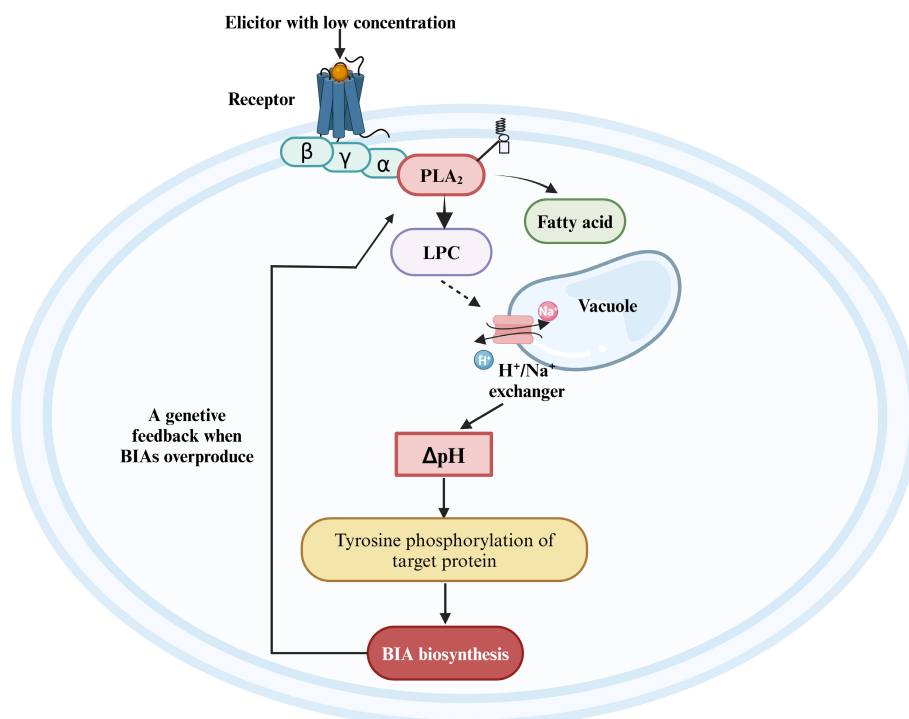 Elicitor with low concentration
Receptor
β
γ
α
PLA₂
Fatty acid
LPC
Vacuole
Na⁺
H⁺
H⁺/Na⁺
exchanger
A genetive
feedback when
BIAs overproduce
ΔpH
Tyrosine phosphorylation of
target protein
BIA biosynthesis